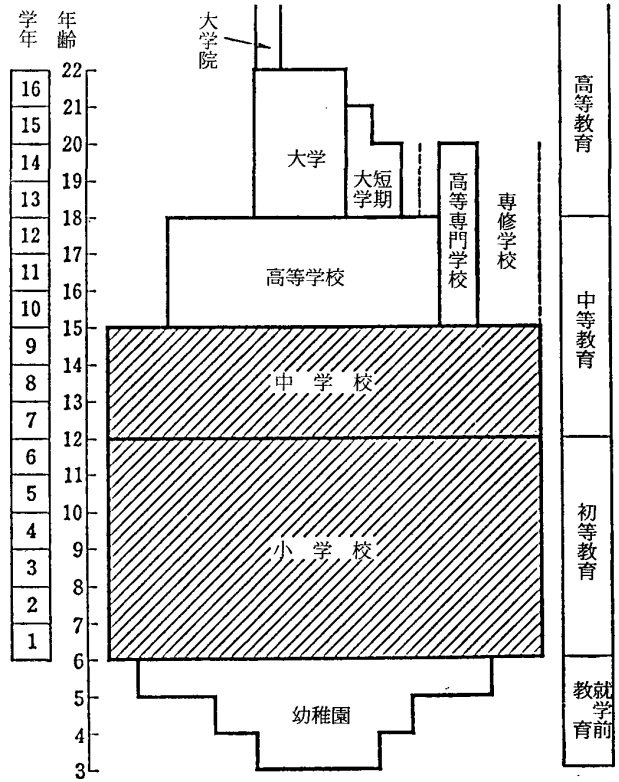 学年
年齢
大学院
16
15
14
13
12
11
10
9
8
7
6
5
4
3
2
1
22
21
20
19
18
17
16
15
14
13
12
11
10
9
8
7
6
5
4
3
大学
短期
大学
高等専門学校
専修学校
高等学校
中学校
小学校
幼稚園
高等教育
中等教育
初等教育
就学前
教育